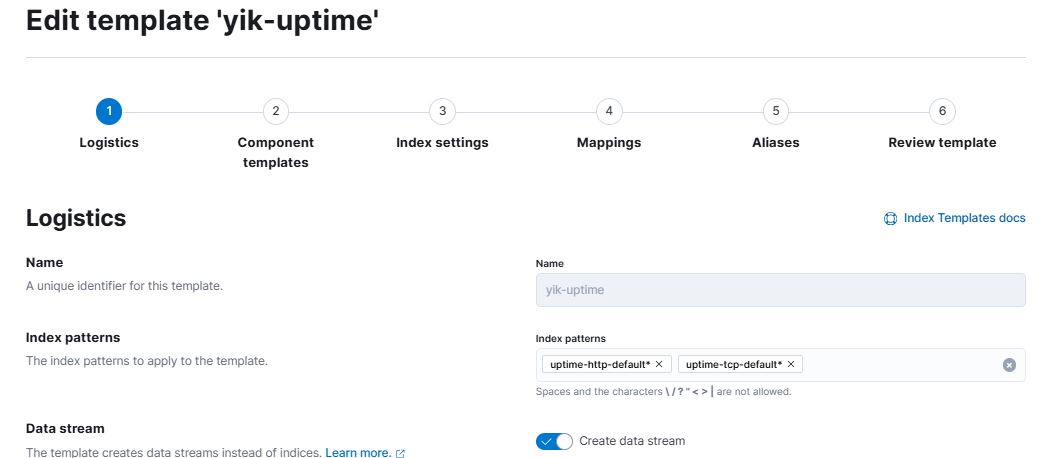 Edit template 'yik-uptime'
1 2 3 4 5 6
Logistics Component templates Index settings Mappings Aliases Review template
Logistics
Index Templates docs
Name
A unique identifier for this template.
Name
yik-uptime
Index patterns
The index patterns to apply to the template.
Index patterns
uptime-http-default* × uptime-tcp-default* ×
Spaces and the characters \ / ? " < > | are not allowed.
Data stream
The template creates data streams instead of indices. Learn more.
Create data stream